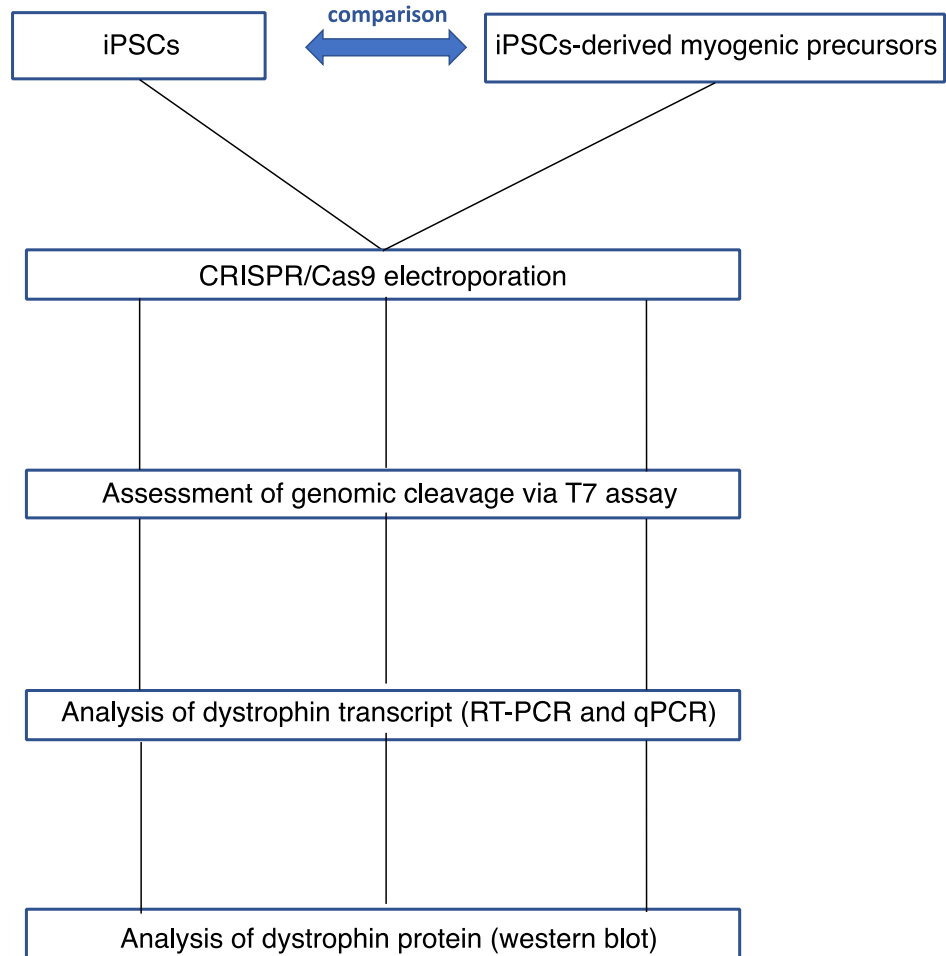 comparison
iPSCs
iPSCs-derived myogenic precursors
CRISPR/Cas9 electroporation
Assessment of genomic cleavage via T7 assay
Analysis of dystrophin transcript (RT-PCR and qPCR)
Analysis of dystrophin protein (western blot)